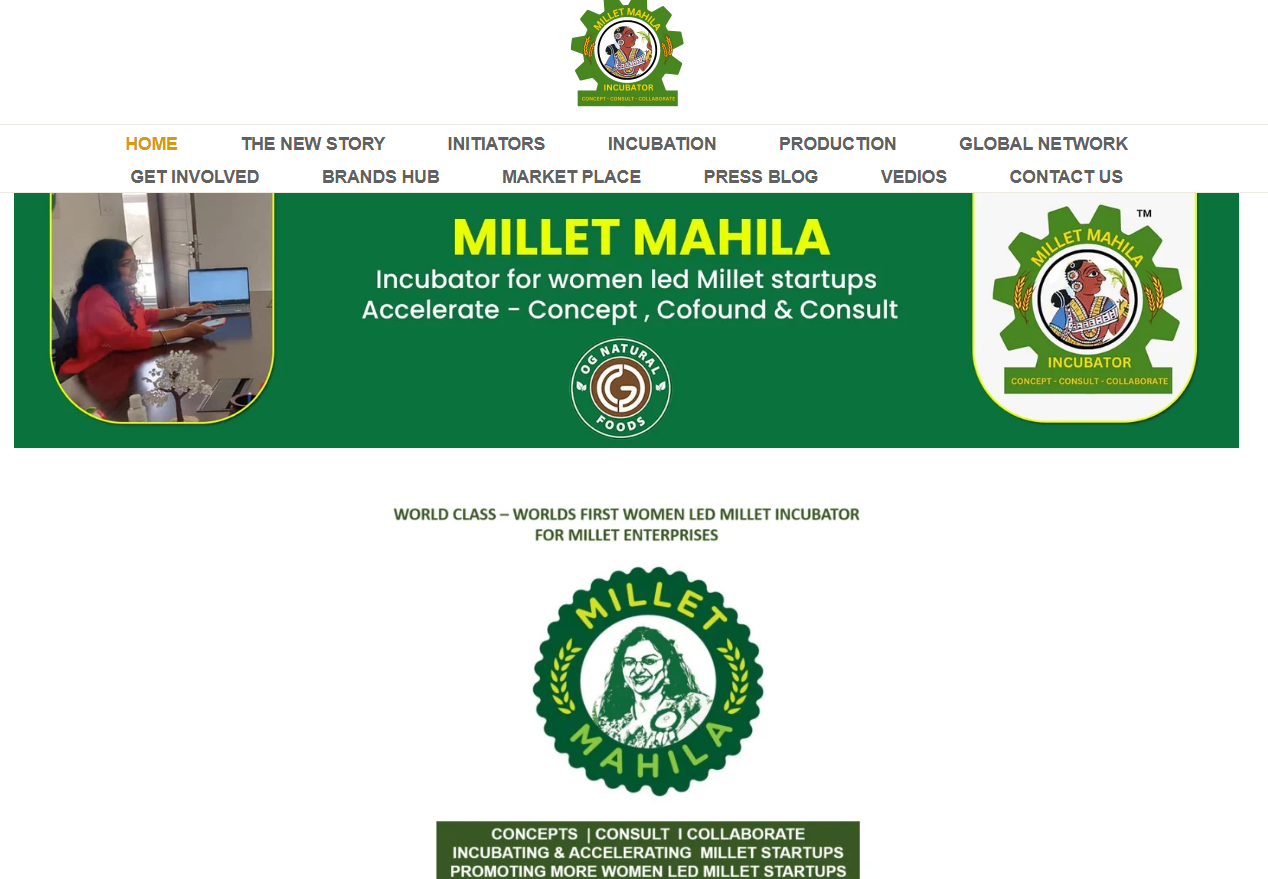 MILLET MAHILA
INCUBATOR
CONCEPT - CONSULT - COLLABORATE
HOME THE NEW STORY INITIATORS INCUBATION PRODUCTION GLOBAL NETWORK
GET INVOLVED BRANDS HUB MARKET PLACE PRESS BLOG VEDIOS CONTACT US
MILLET MAHILA
Incubator for women led Millet startups
Accelerate - Concept , Cofound & Consult
OG NATURAL
FOODS
TM
MILLET MAHILA
INCUBATOR
CONCEPT - CONSULT - COLLABORATE
WORLD CLASS – WORLDS FIRST WOMEN LED MILLET INCUBATOR
FOR MILLET ENTERPRISES
MILLET
MAHILA
CONCEPTS | CONSULT I COLLABORATE
INCUBATING & ACCELERATING MILLET STARTUPS
PROMOTING MORE WOMEN LED MILLET STARTUPS